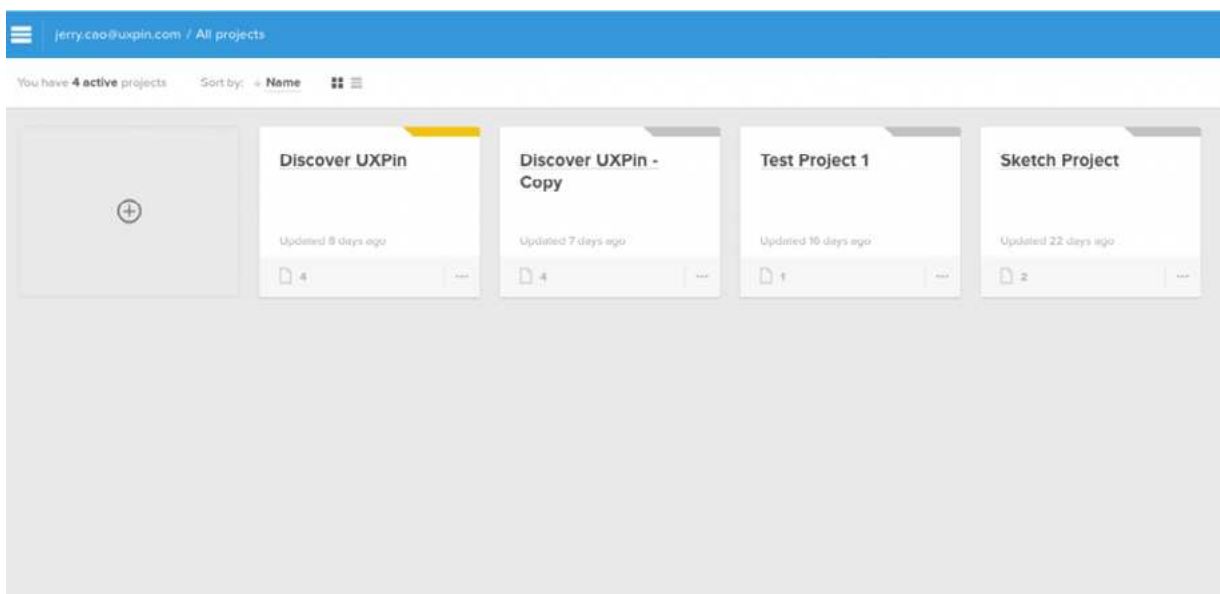 jerry.cao@uxpin.com / All projects
You have 4 active projects Sort by: Name
Discover UXPin
Discover UXPin -
Copy
Test Project 1
Sketch Project
Updated 8 days ago
Updated 7 days ago
Updated 16 days ago
Updated 22 days ago
4
4
1
2